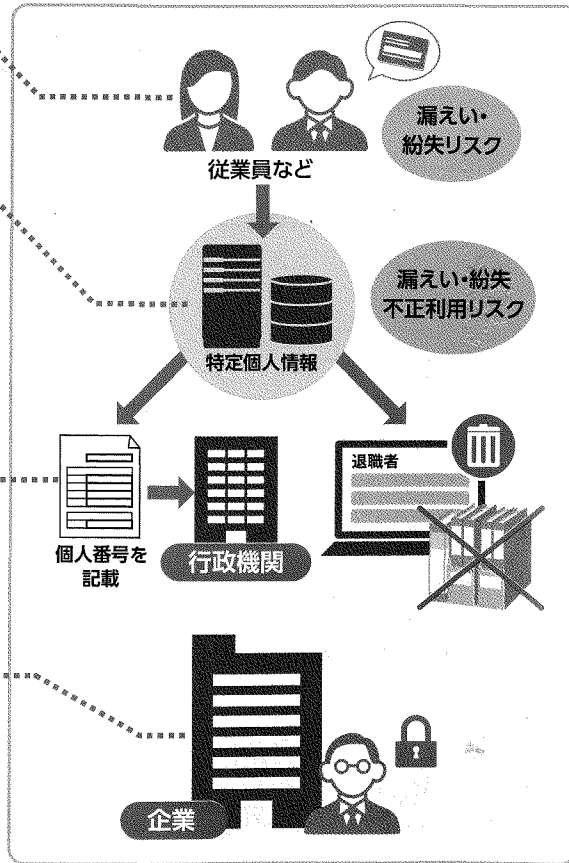 漏えい・
紛失リスク
従業員など
漏えい・紛失
不正利用リスク
特定個人情報
退職者
個人番号を
記載
行政機関
企業